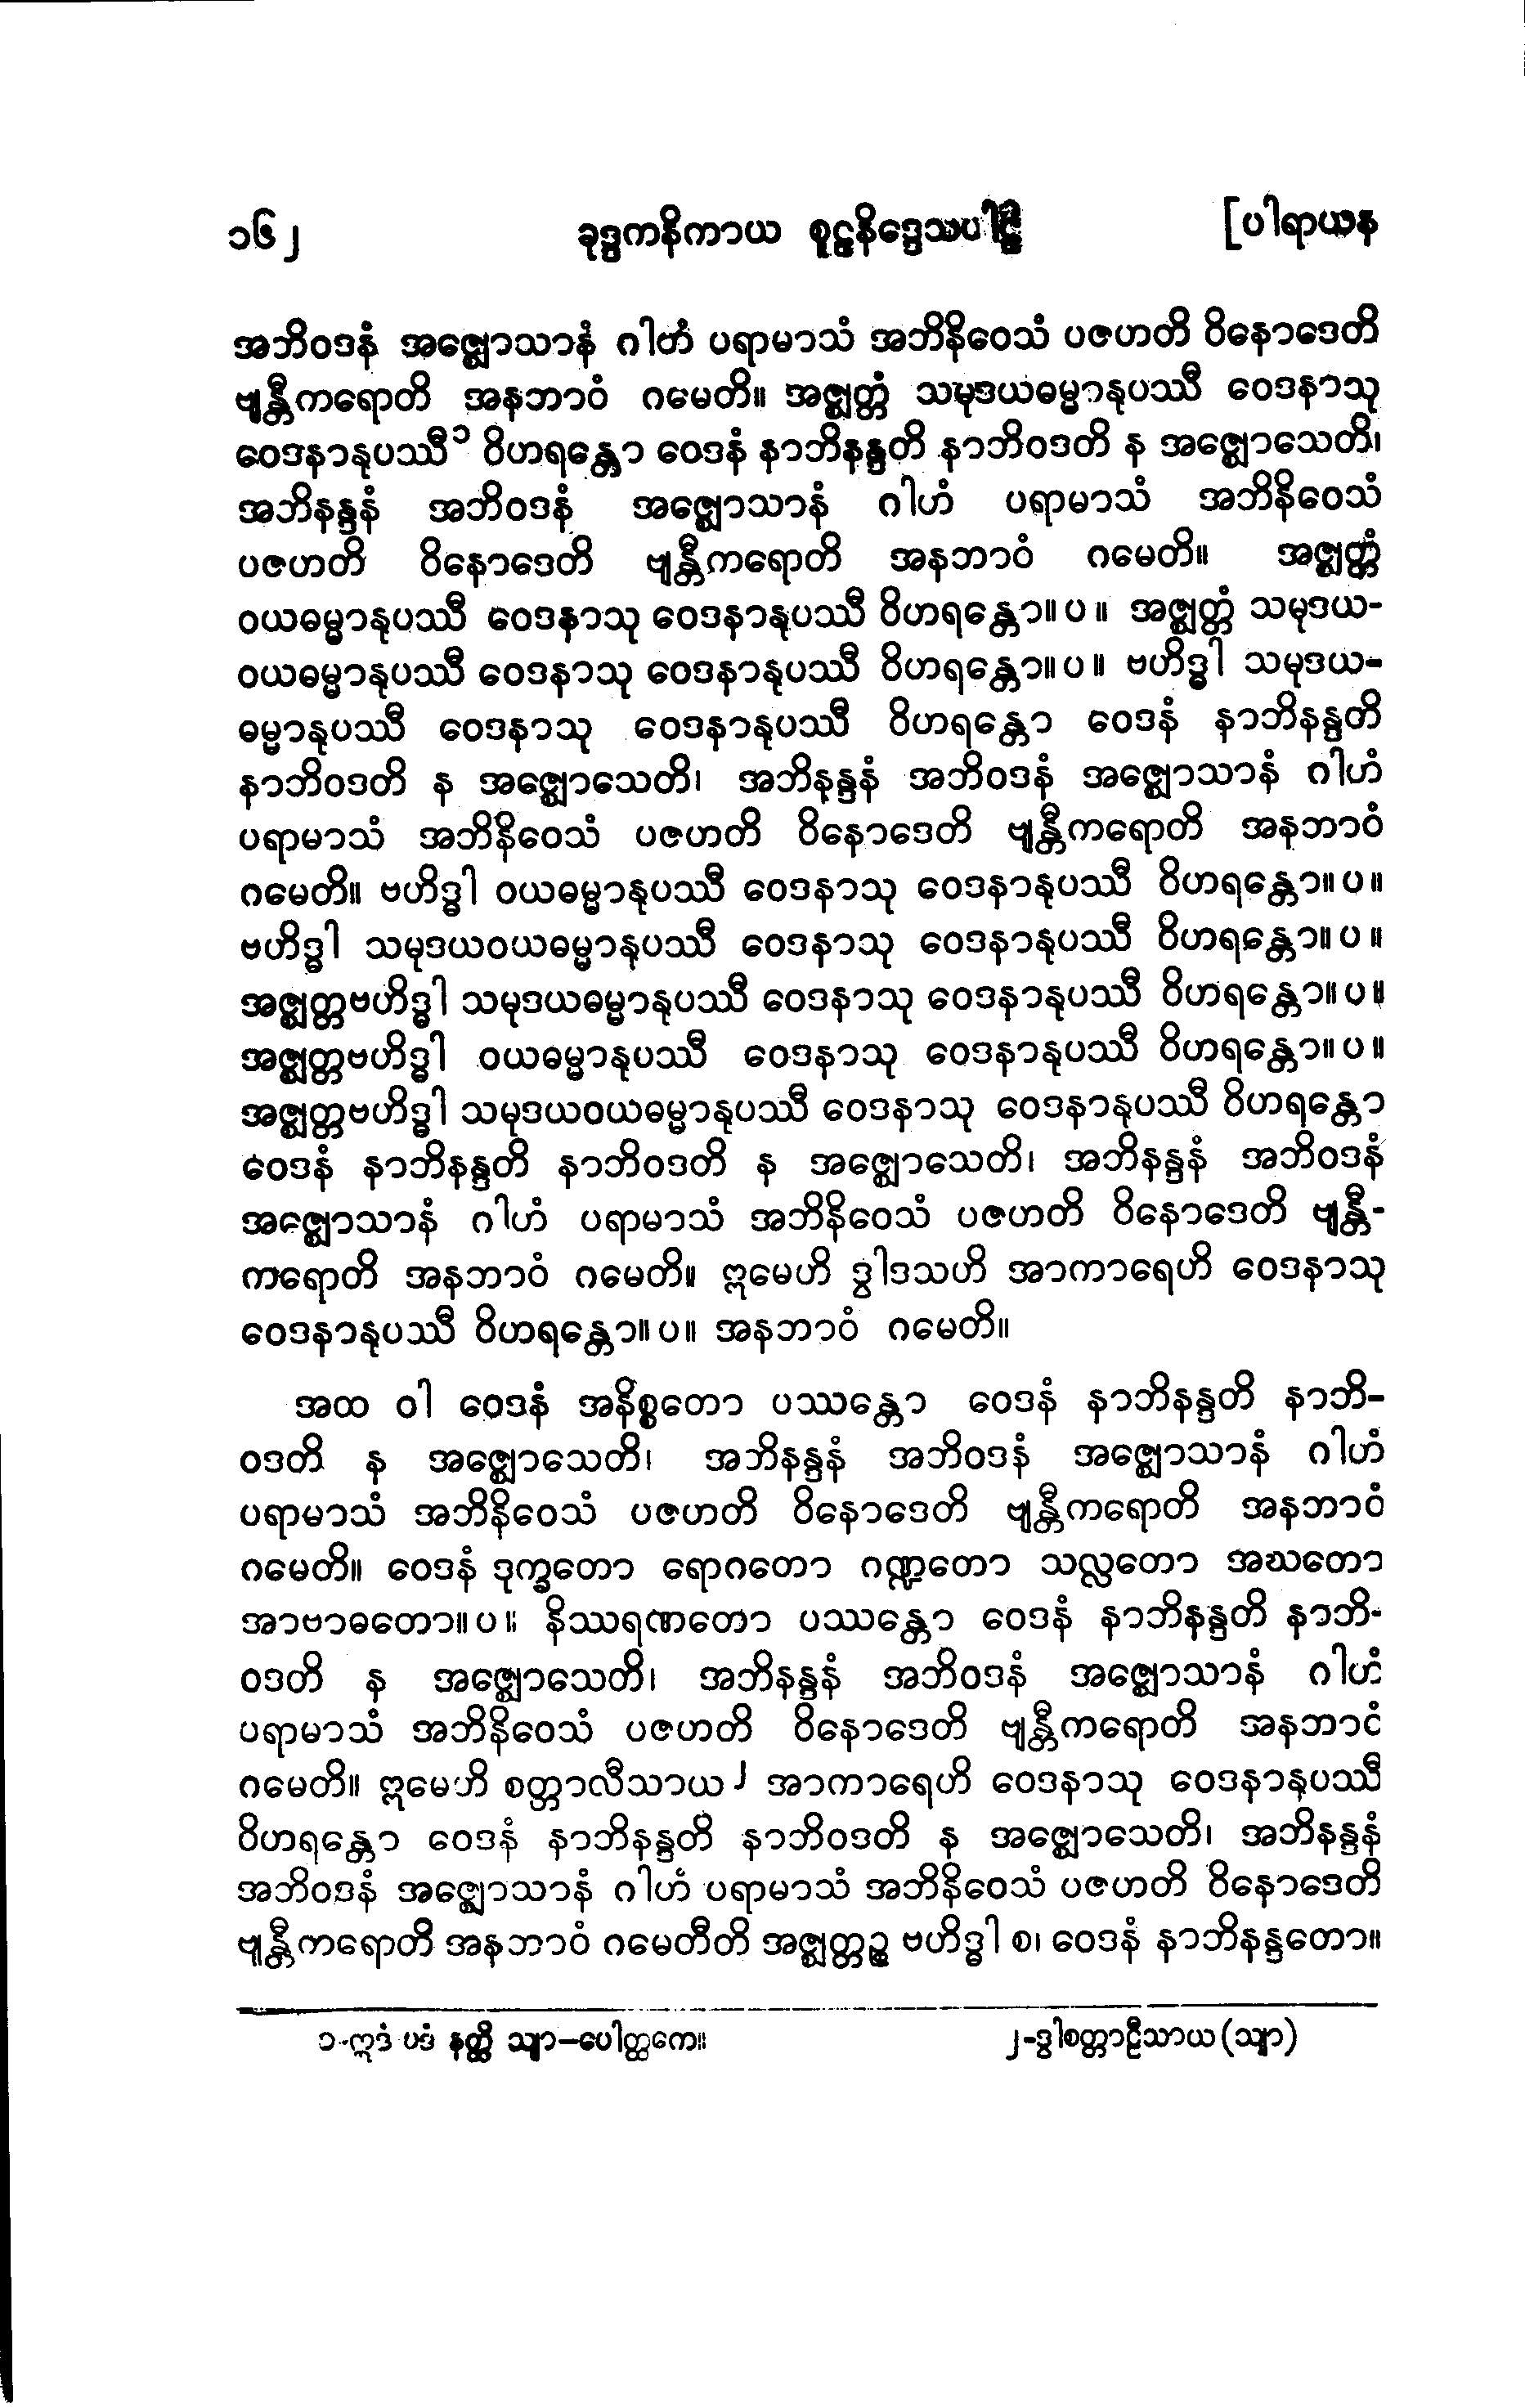 ၁၆၂ ခုဒ္ဒကနိကာယ စူဠနိဒ္ဒေသပါဠိ [ပါရာယန
အဘိဝဒနံ အဇ္ဈောသာနံ ဂါဟံ ပရာမာသံ အဘိနိဝေသံ ပဇဟတိ ဝိနောဒေတိ
ဗျန္တီကရောတိ အနဘာဝံ ဂမေတိ။ အဇ္ဈတ္တံ သမုဒယဓမ္မာနုပဿီ ဝေဒနာသု
ဝေဒနာနုပဿီ၁ ဝိဟရန္တော ဝေဒနံ နာဘိနန္ဒတိ နာဘိဝဒတိ န အဇ္ဈောသေတိ၊
အဘိနန္ဒနံ အဘိဝဒနံ အဇ္ဈောသာနံ ဂါဟံ ပရာမာသံ အဘိနိဝေသံ
ပဇဟတိ ဝိနောဒေတိ ဗျန္တီကရောတိ အနဘာဝံ ဂမေတိ။ အဇ္ဈတ္တံ
ဝယဓမ္မာနုပဿီ ဝေဒနာသု ဝေဒနာနုပဿီ ဝိဟရန္တော။ပ။ အဇ္ဈတ္တံ သမုဒယ-
ဝယဓမ္မာနုပဿီ ဝေဒနာသု ဝေဒနာနုပဿီ ဝိဟရန္တော။ပ။ ဗဟိဒ္ဓါ သမုဒယ-
ဓမ္မာနုပဿီ ဝေဒနာသု ဝေဒနာနုပဿီ ဝိဟရန္တော ဝေဒနံ နာဘိနန္ဒတိ
နာဘိဝဒတိ န အဇ္ဈောသေတိ၊ အဘိနန္ဒနံ အဘိဝဒနံ အဇ္ဈောသာနံ ဂါဟံ
ပရာမာသံ အဘိနိဝေသံ ပဇဟတိ ဝိနောဒေတိ ဗျန္တီကရောတိ အနဘာဝံ
ဂမေတိ။ ဗဟိဒ္ဓါ ဝယဓမ္မာနုပဿီ ဝေဒနာသု ဝေဒနာနုပဿီ ဝိဟရန္တော။ပ။
ဗဟိဒ္ဓါ သမုဒယဝယဓမ္မာနုပဿီ ဝေဒနာသု ဝေဒနာနုပဿီ ဝိဟရန္တော။ပ။
အဇ္ဈတ္တဗဟိဒ္ဓါ သမုဒယဓမ္မာနုပဿီ ဝေဒနာသု ဝေဒနာနုပဿီ ဝိဟရန္တော။ပ။
အဇ္ဈတ္တဗဟိဒ္ဓါ ဝယဓမ္မာနုပဿီ ဝေဒနာသု ဝေဒနာနုပဿီ ဝိဟရန္တော။ပ။
အဇ္ဈတ္တဗဟိဒ္ဓါ သမုဒယဝယဓမ္မာနုပဿီ ဝေဒနာသု ဝေဒနာနုပဿီ ဝိဟရန္တော
ဝေဒနံ နာဘိနန္ဒတိ နာဘိဝဒတိ န အဇ္ဈောသေတိ၊ အဘိနန္ဒနံ အဘိဝဒနံ
အဇ္ဈောသာနံ ဂါဟံ ပရာမာသံ အဘိနိဝေသံ ပဇဟတိ ဝိနောဒေတိ ဗျန္တီ-
ကရောတိ အနဘာဝံ ဂမေတိ။ ဣမေဟိ ဒွါဒသဟိ အာကာရေဟိ ဝေဒနာသု
ဝေဒနာနုပဿီ ဝိဟရန္တော။ပ။ အနဘာဝံ ဂမေတိ။
အထ ဝါ ဝေဒနံ အနိစ္စတော ပဿန္တော ဝေဒနံ နာဘိနန္ဒတိ နာဘိ-
ဝဒတိ န အဇ္ဈောသေတိ၊ အဘိနန္ဒနံ အဘိဝဒနံ အဇ္ဈောသာနံ ဂါဟံ
ပရာမာသံ အဘိနိဝေသံ ပဇဟတိ ဝိနောဒေတိ ဗျန္တီကရောတိ အနဘာဝံ
ဂမေတိ။ ဝေဒနံ ဒုက္ခတော ရောဂတော ဂဏ္ဍတော သလ္လတော အဃတော
အာဗာဓတော။ပ။ နိဿရဏတော ပဿန္တော ဝေဒနံ နာဘိနန္ဒတိ နာဘိ-
ဝဒတိ န အဇ္ဈောသေတိ၊ အဘိနန္ဒနံ အဘိဝဒနံ အဇ္ဈောသာနံ ဂါဟံ
ပရာမာသံ အဘိနိဝေသံ ပဇဟတိ ဝိနောဒေတိ ဗျန္တီကရောတိ အနဘာဝံ
ဂမေတိ။ ဣမေဟိ စတ္တာလီသာယ၂ အာကာရေဟိ ဝေဒနာသု ဝေဒနာနုပဿီ
ဝိဟရန္တော ဝေဒနံ နာဘိနန္ဒတိ နာဘိဝဒတိ န အဇ္ဈောသေတိ၊ အဘိနန္ဒနံ
အဘိဝဒနံ အဇ္ဈောသာနံ ဂါဟံ ပရာမာသံ အဘိနိဝေသံ ပဇဟတိ ဝိနောဒေတိ
ဗျန္တီကရောတိ အနဘာဝံ ဂမေတီတိ အဇ္ဈတ္တဉ္စ ဗဟိဒ္ဓါ စ၊ ဝေဒနံ နာဘိနန္ဒတော။
၁-ဣဒံ ပဒံ နတ္ထိ သျာ-ပေါတ္ထကေ။ ၂-ဒွါစတ္တာဠီသာယ (သျာ)